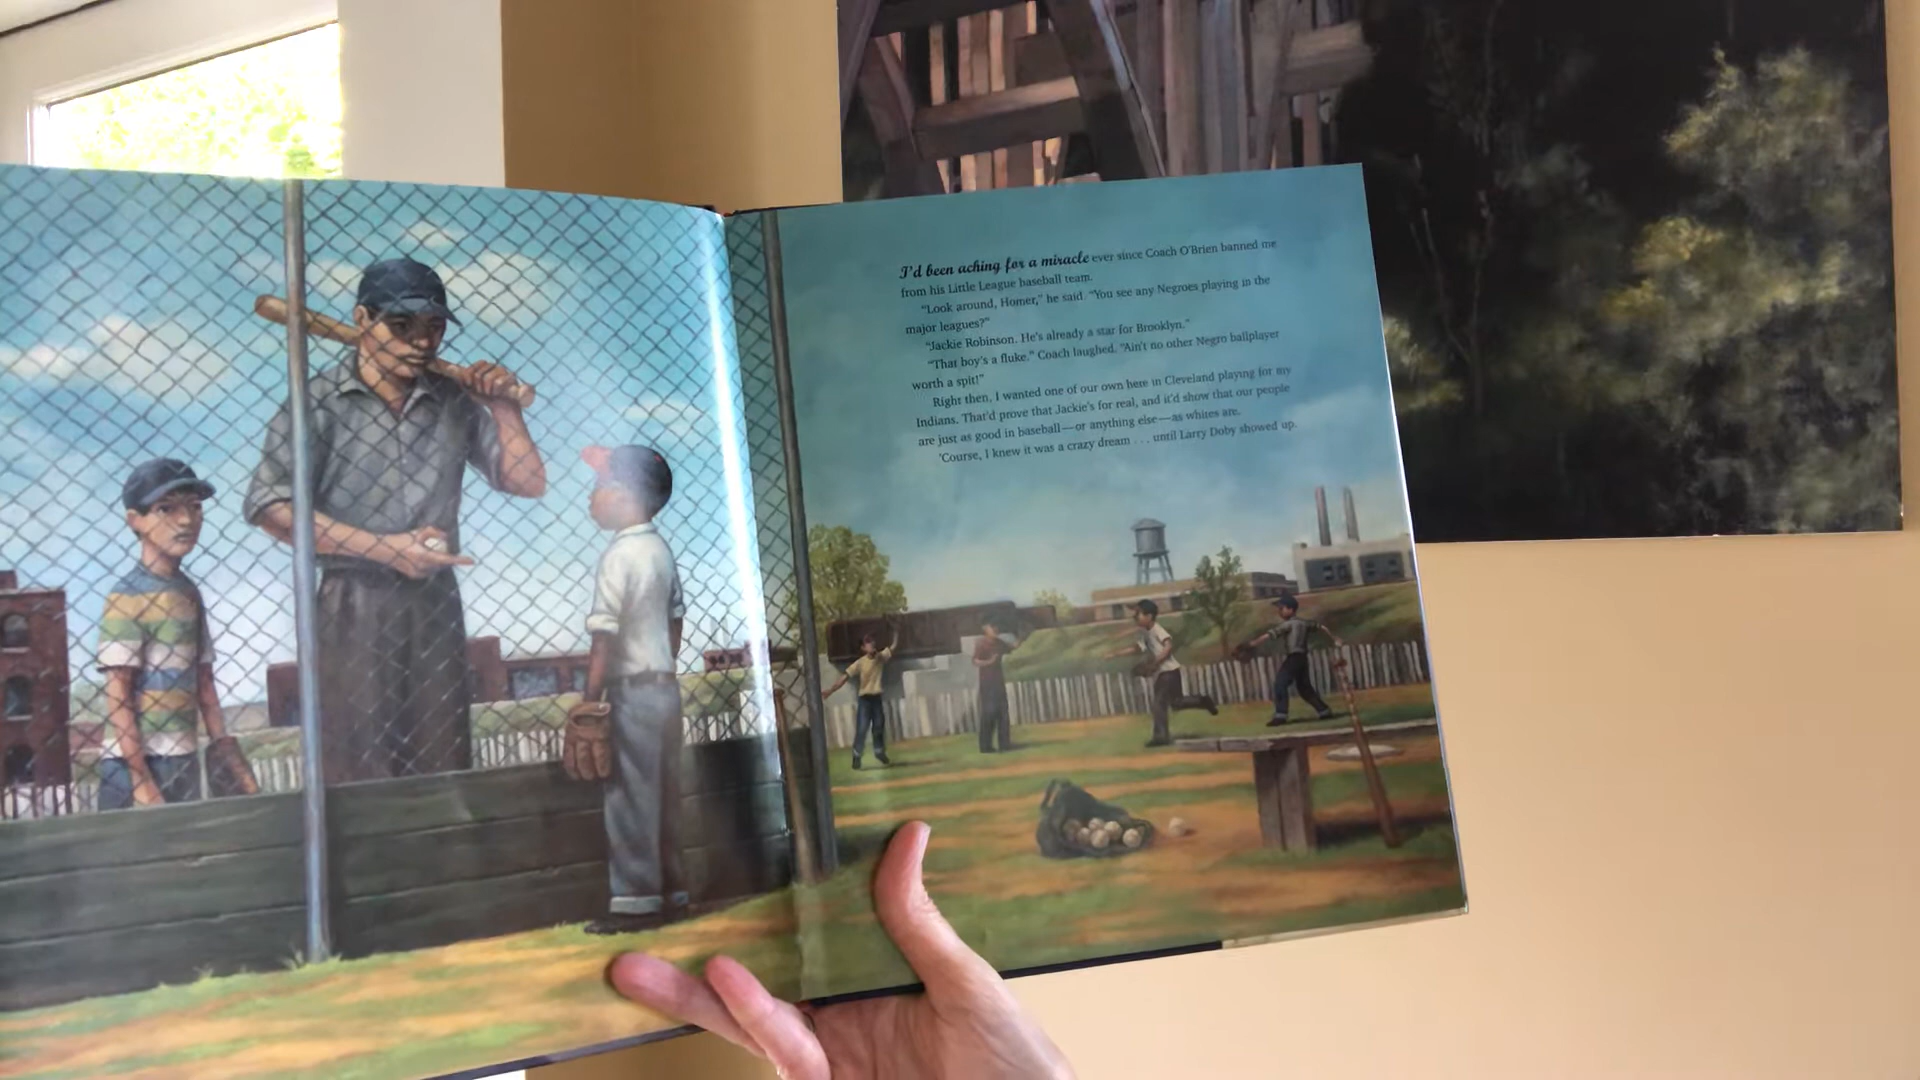 I'd been aching for a miracle ever since Coach O'Brien banned me
from his Little League baseball team.
"Look around, Homer," he said. "You see any Negroes playing in the
major leagues?"
"Jackie Robinson. He's already a star for Brooklyn."
"That boy's a fluke." Coach laughed. "Ain't no other Negro ballplayer
worth a spit!"
Right then, I wanted one of our own here in Cleveland playing for my
Indians. That'd prove that Jackie's for real, and it'd show that our people
are just as good in baseball—or anything else—as whites are.
'Course, I knew it was a crazy dream . . . until Larry Doby showed up.